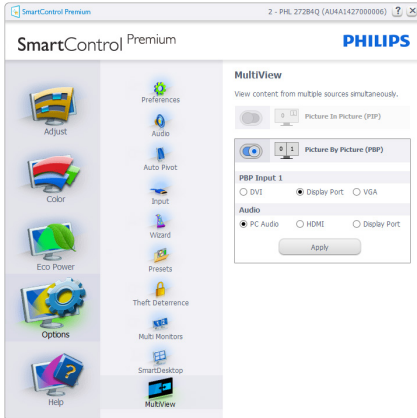 SmartControl Premium
2 - PHL 272B4Q (AU4A1427000006) ? X
SmartControl Premium
PHILIPS
Adjust
Color
Eco Power
Options
Help
Preferences
Audio
Auto Pivot
Input
Wizard
Presets
Theft Deterrence
Multi Monitors
SmartDesktop
MultiView
MultiView
View content from multiple sources simultaneously.
0 Picture In Picture (PIP)
0 1 Picture By Picture (PBP)
PBP Input 1
DVI Display Port VGA
Audio
PC Audio HDMI Display Port
Apply